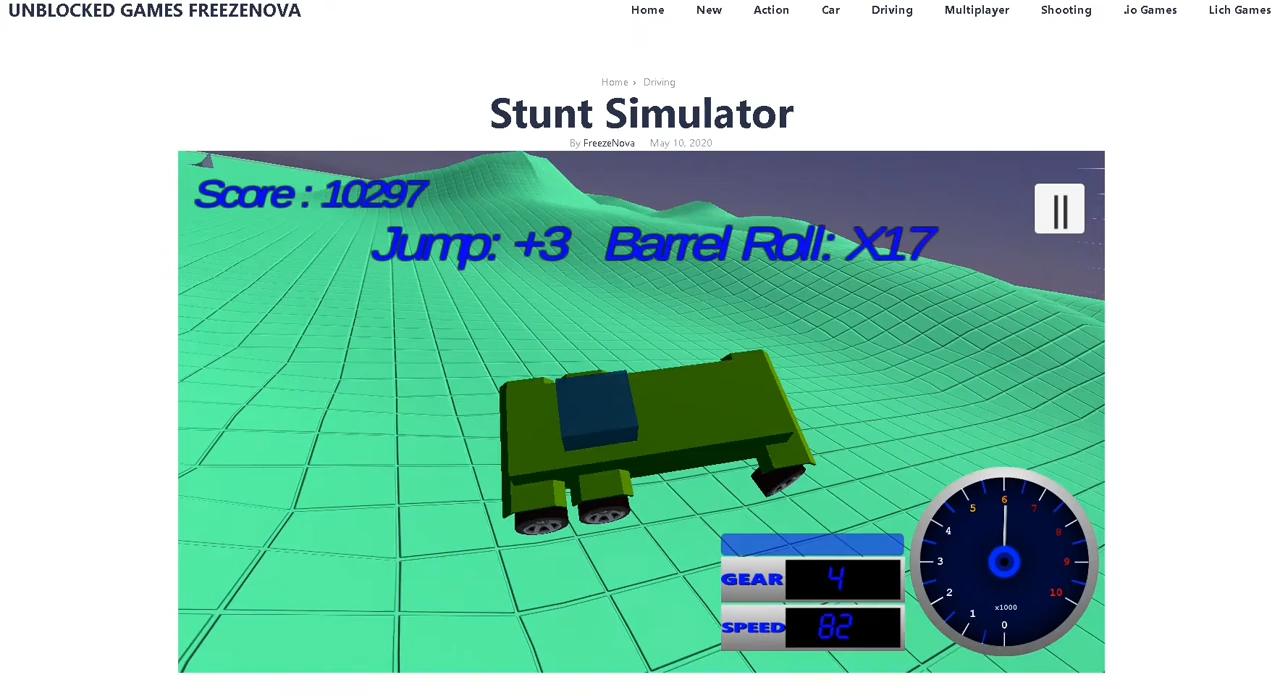 UNBLOCKED GAMES FREEZENOVA
Home New Action Car Driving Multiplayer Shooting .io Games Lich Games
Home › Driving
Stunt Simulator
By FreezeNova May 10, 2020
Score : 10297
Jump: +3 Barrel Roll: X17
GEAR 4
SPEED 82
0 1 2 3 4 5 6 7 8 9 10
x1000